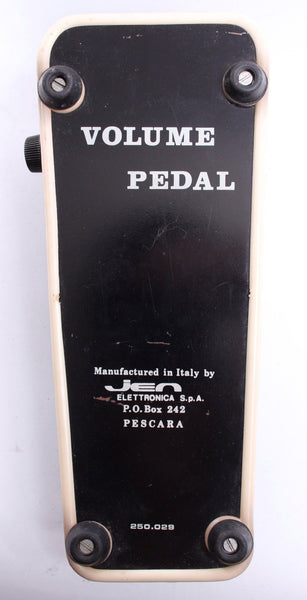 VOLUME
PEDAL
Manufactured in Italy by
Jen
ELETTRONICA S.p.A.
P.O. Box 242
PESCARA
250.029